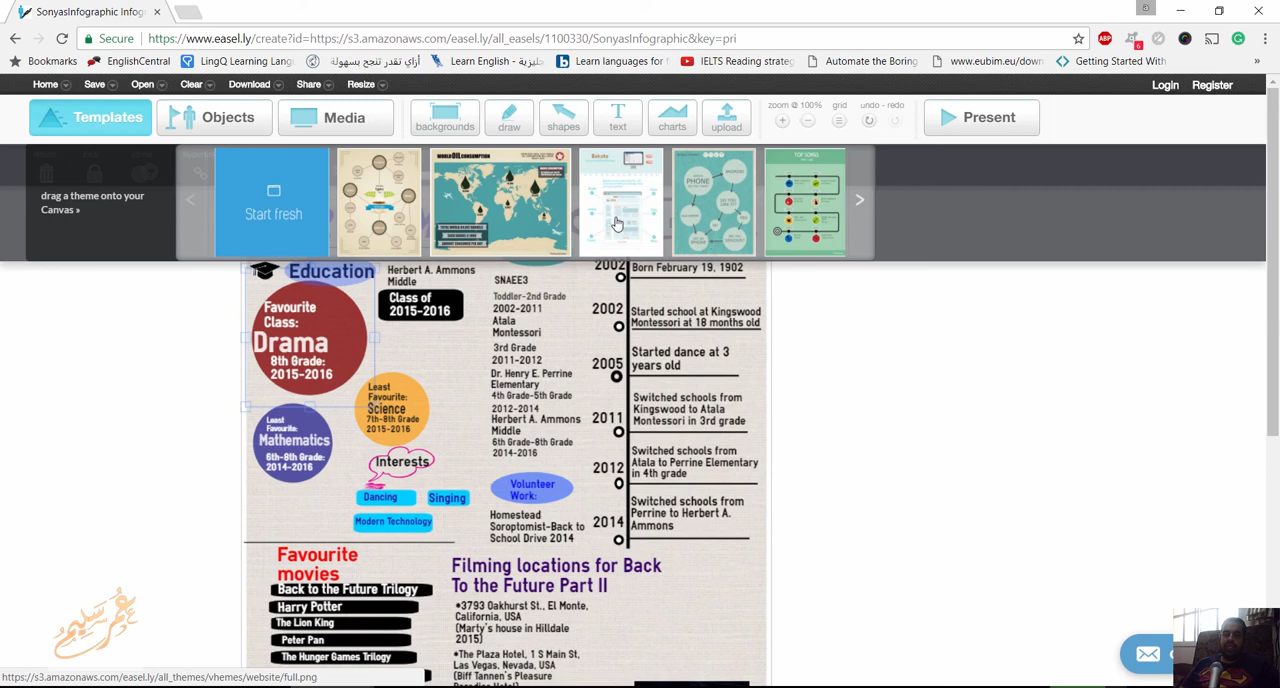 SonyasInfographic Infog
Secure
https://www.easel.ly/create?id=https://s3.amazonaws.com/easel.ly/all_easels/1100330/SonyasInfographic&key=pri
Bookmarks
EnglishCentral
LingQ Learning Lang
أزاي تقدر تنجح بسهولة
Learn English -
Learn languages for
IELTS Reading strateg
Automate the Boring
www.eubim.eu/down
Getting Started With
Home
Save
Open
Clear
Download
Share
Resize
Login
Register
Templates
Objects
Media
backgrounds
draw
shapes
text
charts
upload
zoom @ 100%
grid
undo - redo
Present
drag a theme onto your
Canvas »
Start fresh
WORLD OIL CONSUMPTION
Website
PHONE
TOP SONGS
Education
Herbert A. Ammons
Middle
Class of
2015-2016
Favourite
Class:
Drama
8th Grade:
2015-2016
Least
Favourite:
Science
7th-8th Grade
2015-2016
Least
Favourite:
Mathematics
6th-8th Grade:
2014-2016
Interests
Dancing
Singing
Modern Technology
SNAEE3
Toddler-2nd Grade
2002-2011
Atala
Montessori
3rd Grade
2011-2012
Dr. Henry E. Perrine
Elementary
4th Grade-5th Grade
2012-2014
Herbert A. Ammons
Middle
6th Grade-8th Grade
2014-2016
Volunteer
Work:
Homestead
Soroptomist-Back to
School Drive 2014
2002
Born February 19, 1902
2002
Started school at Kingswood
Montessori at 18 months old
2005
Started dance at 3
years old
2011
Switched schools from
Kingswood to Atala
Montessori in 3rd grade
2012
Switched schools from
Atala to Perrine Elementary
in 4th grade
2014
Switched schools from
Perrine to Herbert A.
Ammons
Favourite
movies
Back to the Future Trilogy
Harry Potter
The Lion King
Peter Pan
The Hunger Games Trilogy
Filming locations for Back
To the Future Part II
*3793 Oakhurst St., El Monte,
California, USA
(Marty's house in Hilldale
2015)
*The Plaza Hotel, 1 S Main St,
Las Vegas, Nevada, USA
(Biff Tannen's Pleasure
عمر سليم
https://s3.amazonaws.com/easel.ly/all_themes/vhemes/website/full.png